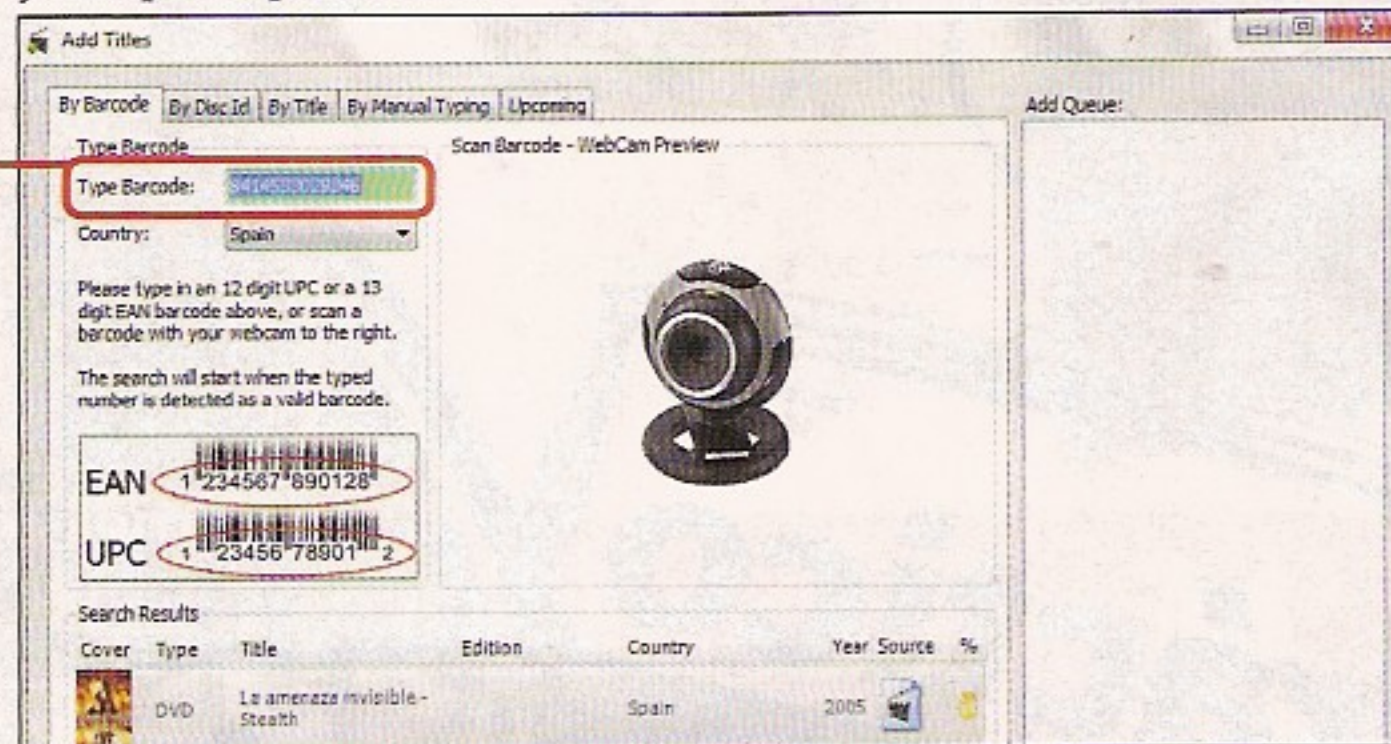 Add Titles
By Barcode By Disc Id By Title By Manual Typing Upcoming
Add Queue:
Type Barcode
Scan Barcode - WebCam Preview
Type Barcode:
Country: Spain
Please type in an 12 digit UPC or a 13
digit EAN barcode above, or scan a
barcode with your webcam to the right.
The search will start when the typed
number is detected as a valid barcode.
EAN 1 234567 890128
UPC 1 23456 78901 2
Search Results
Cover Type Title Edition Country Year Source %
DVD La amenaza invisible - Spain 2005
Stealth